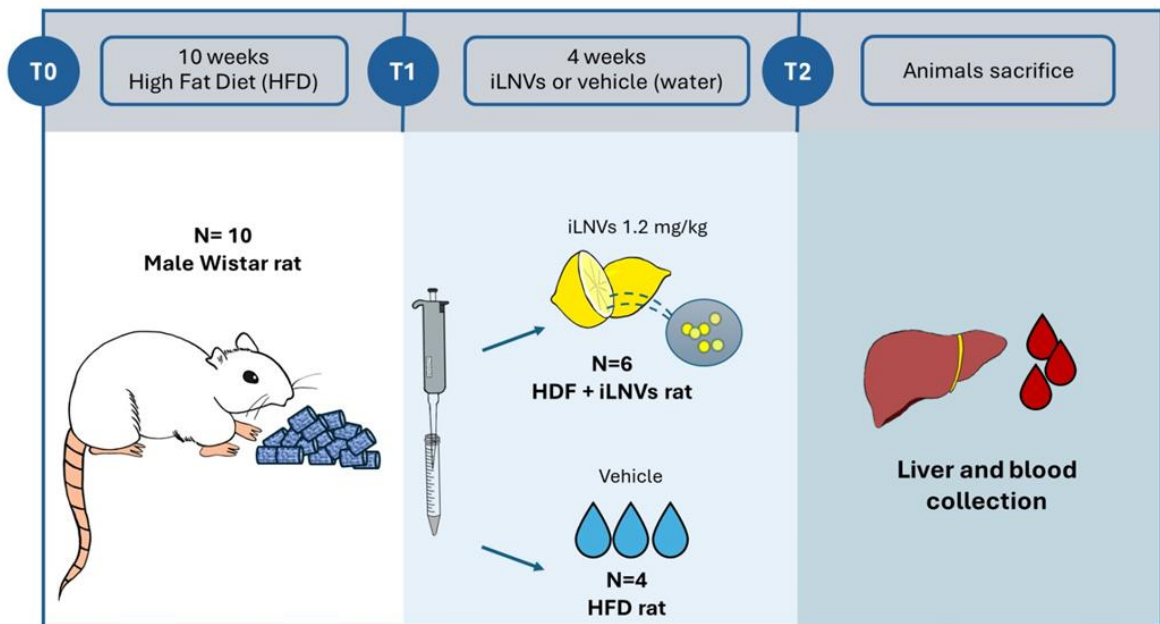 T0
10 weeks
High Fat Diet (HFD)
T1
4 weeks
iLNVs or vehicle (water)
T2
Animals sacrifice
N= 10
Male Wistar rat
iLNVs 1.2 mg/kg
N=6
HDF + iLNVs rat
Vehicle
N=4
HFD rat
Liver and blood
collection